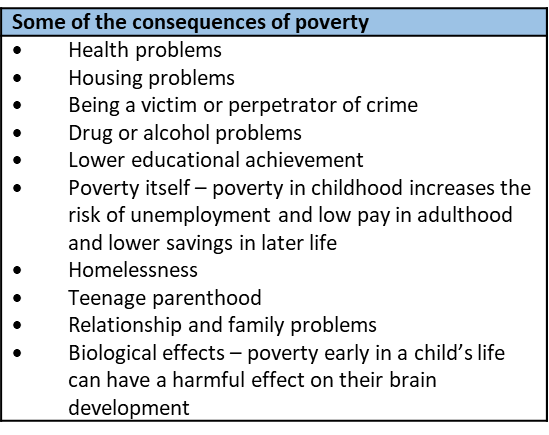 Some of the consequences of poverty
• Health problems
• Housing problems
• Being a victim or perpetrator of crime
• Drug or alcohol problems
• Lower educational achievement
• Poverty itself – poverty in childhood increases the
risk of unemployment and low pay in adulthood
and lower savings in later life
• Homelessness
• Teenage parenthood
• Relationship and family problems
• Biological effects – poverty early in a child’s life
can have a harmful effect on their brain
development